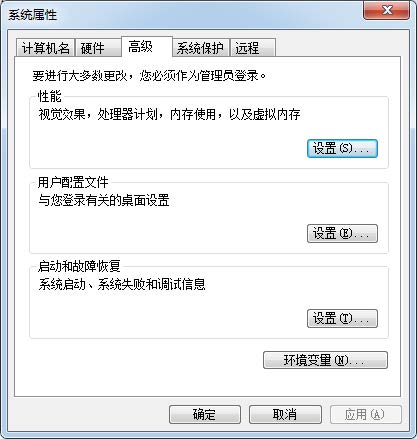 系统属性
计算机名 硬件 高级 系统保护 远程
要进行大多数更改，您必须作为管理员登录。
性能
视觉效果，处理器计划，内存使用，以及虚拟内存
设置(S)...
用户配置文件
与您登录有关的桌面设置
设置(E)...
启动和故障恢复
系统启动、系统失败和调试信息
设置(T)...
环境变量(N)...
确定 取消 应用(A)